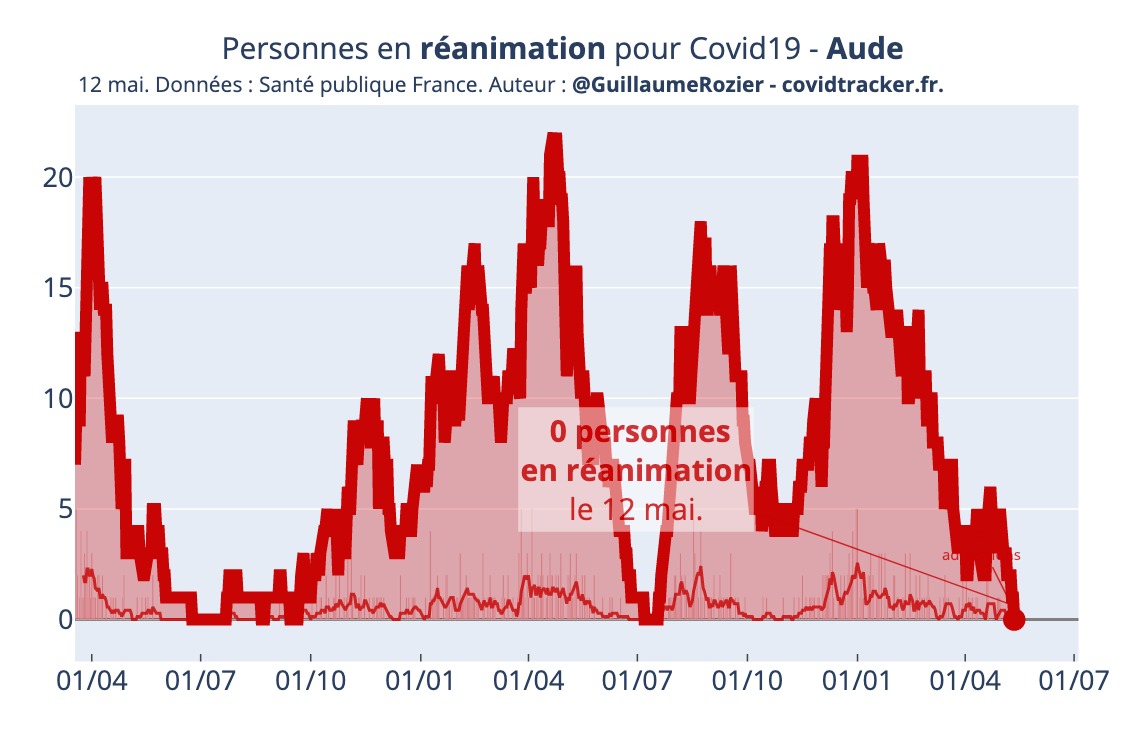 Personnes en réanimation pour Covid19 - Aude
12 mai. Données : Santé publique France. Auteur : @GuillaumeRozier - covidtracker.fr.
20
15
10
5
0
0 personnes
en réanimation
le 12 mai.
01/04 01/07 01/10 01/01 01/04 01/07 01/10 01/01 01/04 01/07